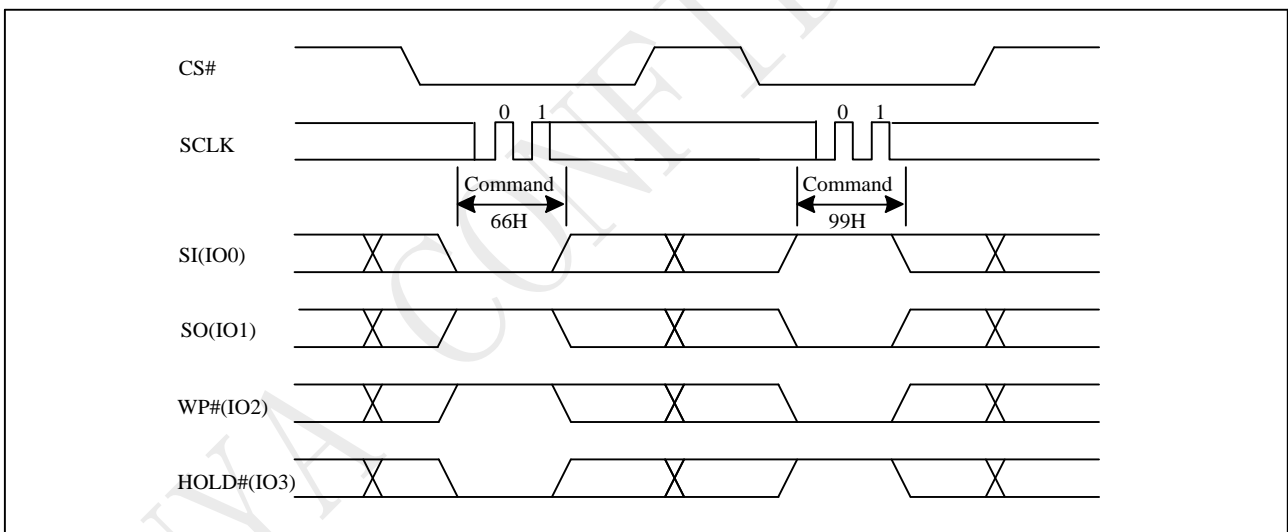 CS#
0 1 0 1
SCLK
Command Command
66H 99H
SI(IO0)
SO(IO1)
WP#(IO2)
HOLD#(IO3)